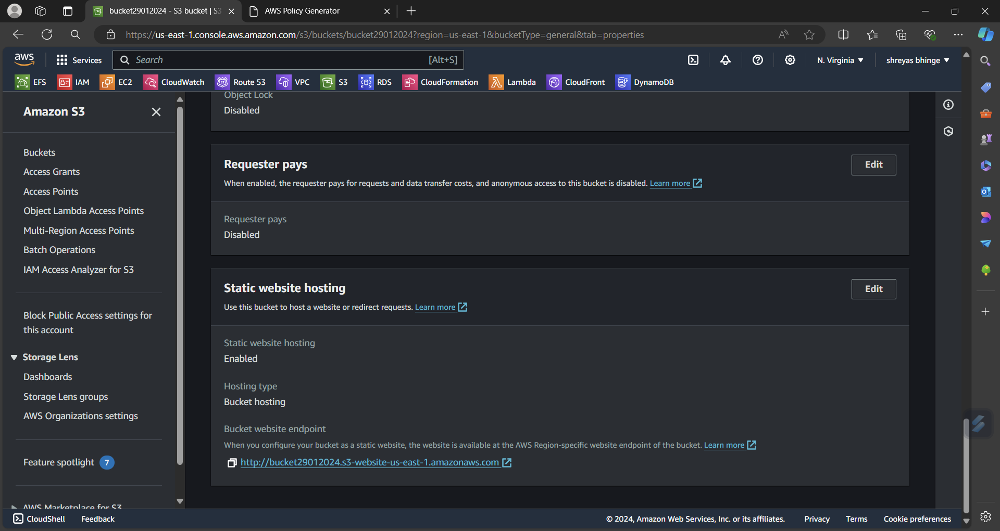 bucket29012024 - S3 bucket | S3
AWS Policy Generator
https://us-east-1.console.aws.amazon.com/s3/buckets/bucket29012024?region=us-east-1&bucketType=general&tab=properties
aws
Services
Search
[Alt+S]
N. Virginia
shreyas bhinge
EFS
IAM
EC2
CloudWatch
Route 53
VPC
S3
RDS
CloudFormation
Lambda
CloudFront
DynamoDB
Amazon S3
Buckets
Access Grants
Access Points
Object Lambda Access Points
Multi-Region Access Points
Batch Operations
IAM Access Analyzer for S3
Block Public Access settings for
this account
Storage Lens
Dashboards
Storage Lens groups
AWS Organizations settings
Feature spotlight 7
AWS Marketplace for S3
Object Lock
Disabled
Requester pays
Edit
When enabled, the requester pays for requests and data transfer costs, and anonymous access to this bucket is disabled. Learn more
Requester pays
Disabled
Static website hosting
Edit
Use this bucket to host a website or redirect requests. Learn more
Static website hosting
Enabled
Hosting type
Bucket hosting
Bucket website endpoint
When you configure your bucket as a static website, the website is available at the AWS Region-specific website endpoint of the bucket. Learn more
http://bucket29012024.s3-website-us-east-1.amazonaws.com
CloudShell
Feedback
© 2024, Amazon Web Services, Inc. or its affiliates.
Privacy
Terms
Cookie preferences